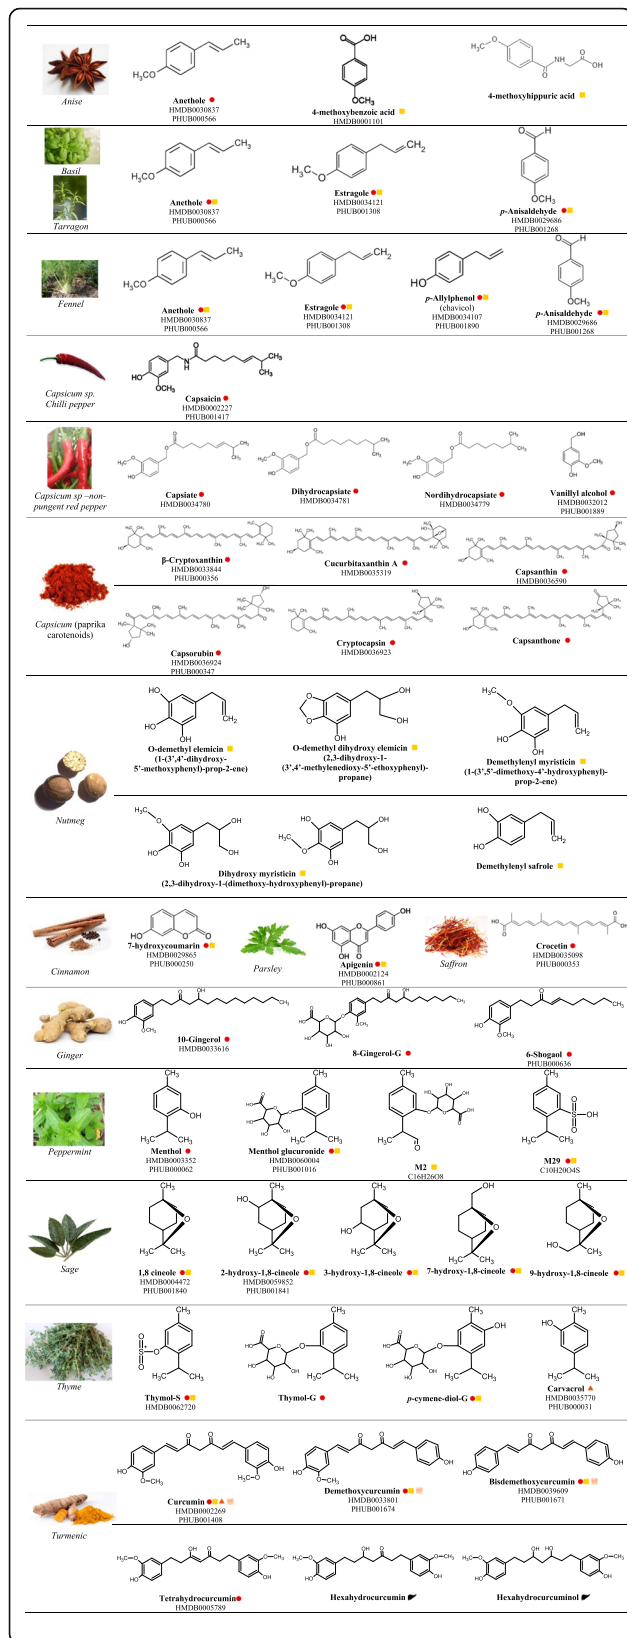 Anise
Anethole
HMDB0030837
PHUB000566
4-methoxybenzoic acid
HMDB0001101
4-methoxyhippuric acid
Basil
Tarragon
Anethole
HMDB0030837
PHUB000566
Estragole
HMDB0034121
PHUB001308
p-Anisaldehyde
HMDB0029686
PHUB001268
Fennel
Anethole
HMDB0030837
PHUB000566
Estragole
HMDB0034121
PHUB001308
p-Allylphenol
(chavicol)
HMDB0034107
PHUB001890
p-Anisaldehyde
HMDB0029686
PHUB001268
Capsicum sp.
Chilli pepper
Capsaicin
HMDB0002227
PHUB001417
Capsicum sp –non-
pungent red pepper
Capsiate
HMDB0034780
Dihydrocapsiate
HMDB0034781
Nordihydrocapsiate
HMDB0034779
Vanillyl alcohol
HMDB0032012
PHUB001889
Capsicum (paprika
carotenoids)
β-Cryptoxanthin
HMDB0033844
PHUB000356
Cucurbitaxanthin A
HMDB0035319
Capsanthin
HMDB0036590
Capsorubin
HMDB0036924
PHUB000347
Cryptocapsin
HMDB0036923
Capsanthone
Nutmeg
O-demethyl elemicin
(1-(3’,4’-dihydroxy-
5’-methoxyphenyl)-prop-2-ene)
O-demethyl dihydroxy elemicin
(2,3-dihydroxy-1-
(3’,4’-methylenedioxy-5’-ethoxyphenyl)-
propane)
Demethylenyl myristicin
(1-(3’,5’-dimethoxy-4’-hydroxyphenyl)-
prop-2-ene)
Dihydroxy myristicin
(2,3-dihydroxy-1-(dimethoxy-hydroxyphenyl)-propane)
Demethylenyl safrole
Cinnamon
7-hydroxycoumarin
HMDB0029865
PHUB000250
Parsley
Apigenin
HMDB0002124
PHUB000861
Saffron
Crocetin
HMDB0035098
PHUB000353
Ginger
10-Gingerol
HMDB0033616
8-Gingerol-G
6-Shogaol
PHUB000636
Peppermint
Menthol
HMDB0003352
PHUB000062
Menthol glucuronide
HMDB0060004
PHUB001016
M2
C16H26O8
M29
C10H20O4S
Sage
1,8 cineole
HMDB0004472
PHUB001840
2-hydroxy-1,8-cineole
HMDB0059852
PHUB001841
3-hydroxy-1,8-cineole
7-hydroxy-1,8-cineole
9-hydroxy-1,8-cineole
Thyme
Thymol-S
HMDB0062720
Thymol-G
p-cymene-diol-G
Carvacrol
HMDB0035770
PHUB000031
Turmenic
Curcumin
HMDB0002269
PHUB001408
Demethoxycurcumin
HMDB0033801
PHUB001674
Bisdemethoxycurcumin
HMDB0039609
PHUB001671
Tetrahydrocurcumin
HMDB0005789
Hexahydrocurcumin
Hexahydrocurcuminol